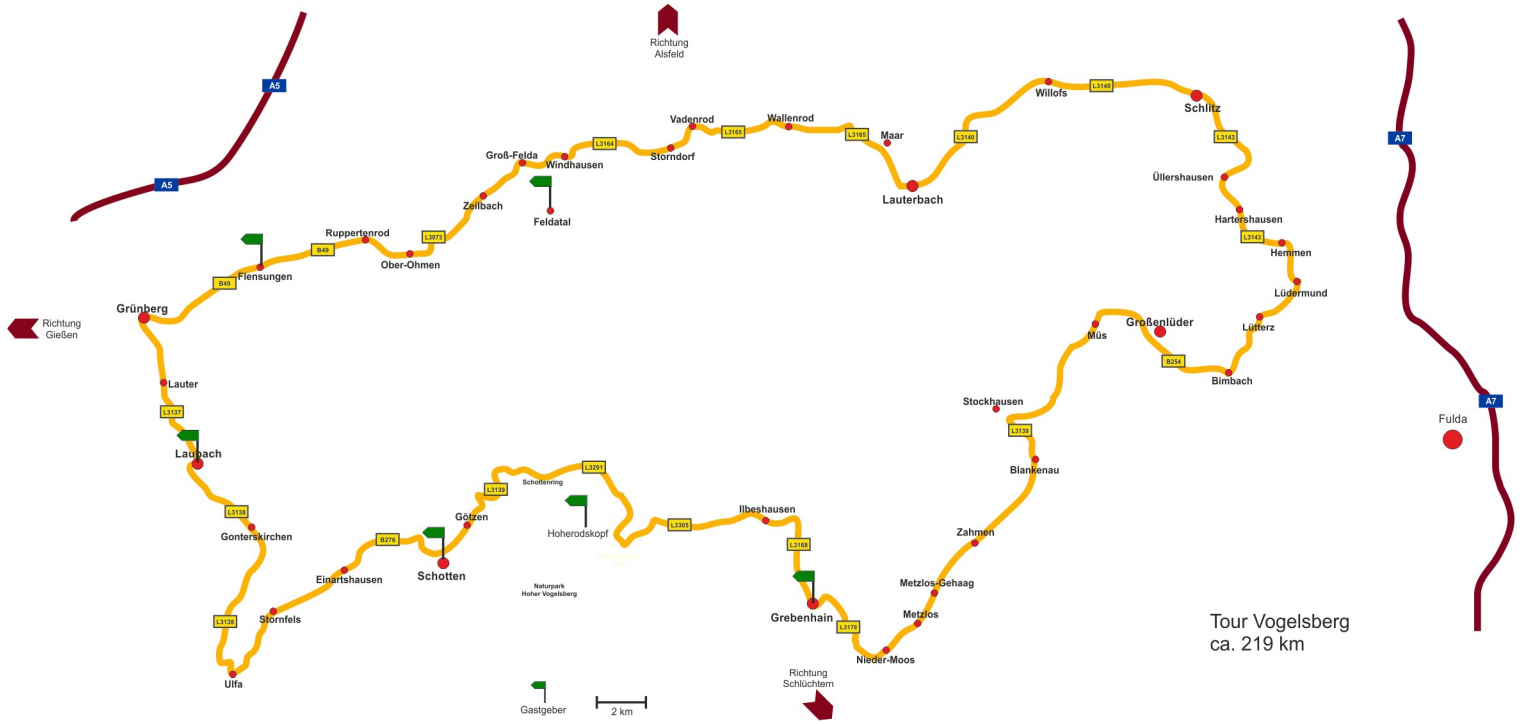 Richtung
Alsfeld
A5
A5
A7
A7
Fulda
Richtung
Gießen
Grünberg
B49
Flensungen
B49
Ruppertenrod
Ober-Ohmen
L3073
Zeilbach
Groß-Felda
Windhausen
Feldatal
L3164
Storndorf
Vadenrod
L3165
Wallenrod
L3165
Maar
Lauterbach
L3140
Willofs
L3140
Schlitz
L3143
Üllershausen
Hartershausen
L3143
Hemmen
Lüdermund
Lütterz
Bimbach
B254
Großenlüder
Müs
Stockhausen
L3139
Blankenau
Zahmen
Metzlos-Gehaag
Metzlos
Nieder-Moos
L3178
Grebenhain
L3168
Ilbeshausen
L3305
L3291
Hoherodskopf
Schottenring
L3139
Götzen
Schotten
B276
Einartshausen
Stornfels
Ulfa
L3138
Gonterskirchen
L3138
Laubach
L3137
Lauter
Naturpark
Hoher Vogelsberg
Gastgeber
2 km
Richtung
Schlüchtern
Tour Vogelsberg
ca. 219 km